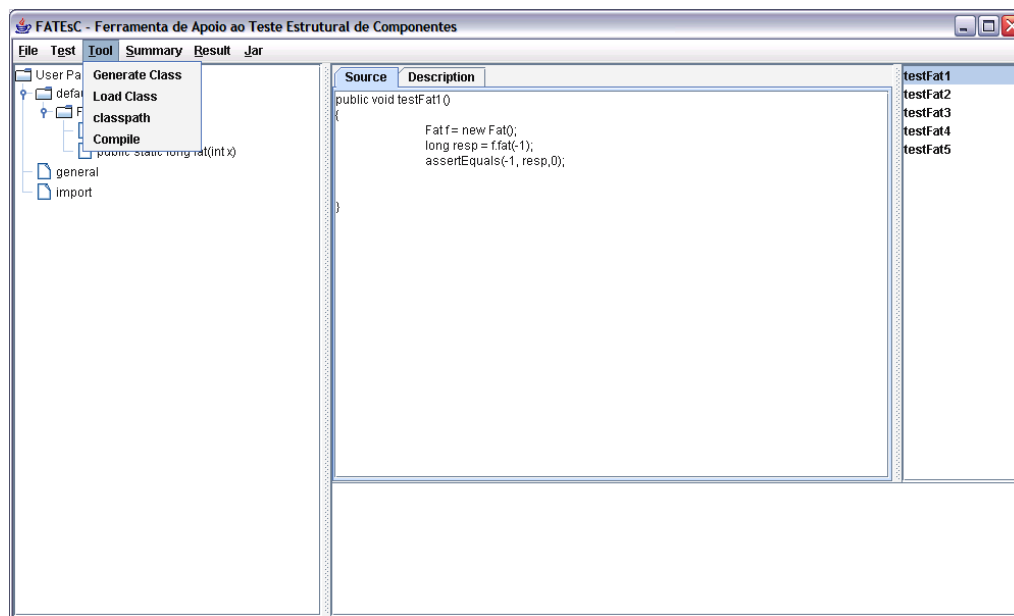 FATEsC - Ferramenta de Apoio ao Teste Estrutural de Componentes
File Test Tool Summary Result Jar
Generate Class
Load Class
classpath
Compile
User Pa
defau
F
public static long fat(int x)
general
import
Source Description
public void testFat1()
{
Fat f = new Fat();
long resp = f.fat(-1);
assertEquals(-1, resp,0);
}
testFat1
testFat2
testFat3
testFat4
testFat5